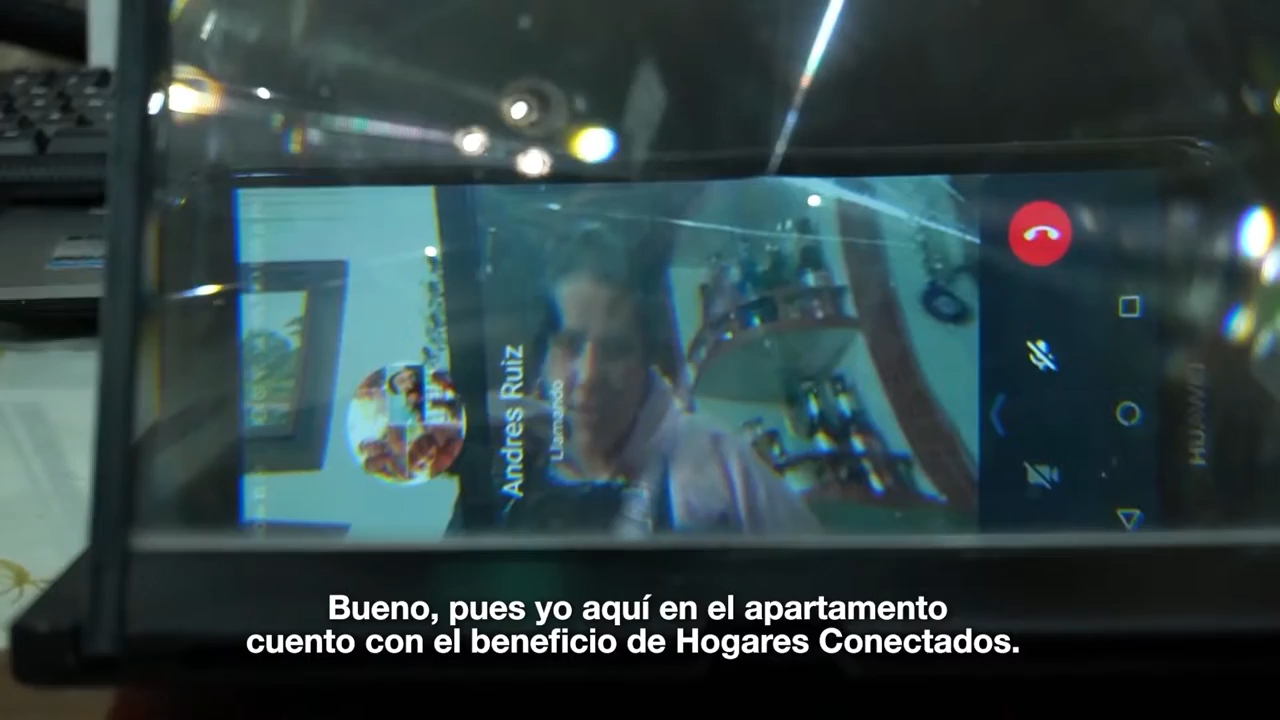 Andres Ruiz
Llamando
HUAWEI
Bueno, pues yo aquí en el apartamento
cuento con el beneficio de Hogares Conectados.